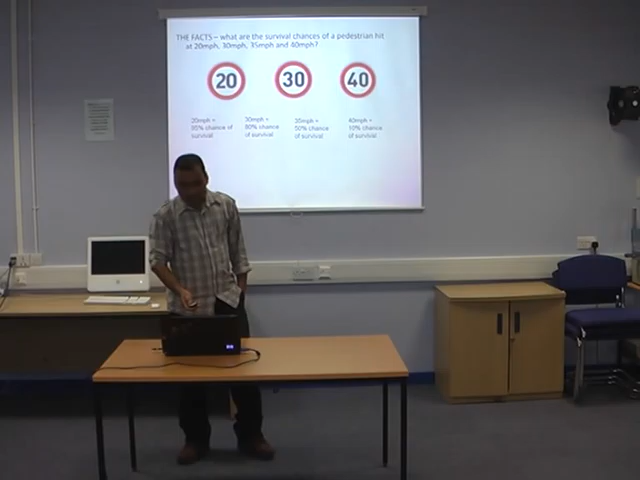 THE FACTS – what are the survival chances of a pedestrian hit
at 20mph, 30mph, 35mph and 40mph?
20 30 40
20mph = 30mph = 35mph = 40mph =
95% chance of 80% chance 50% chance 10% chance
survival of survival of survival of survival